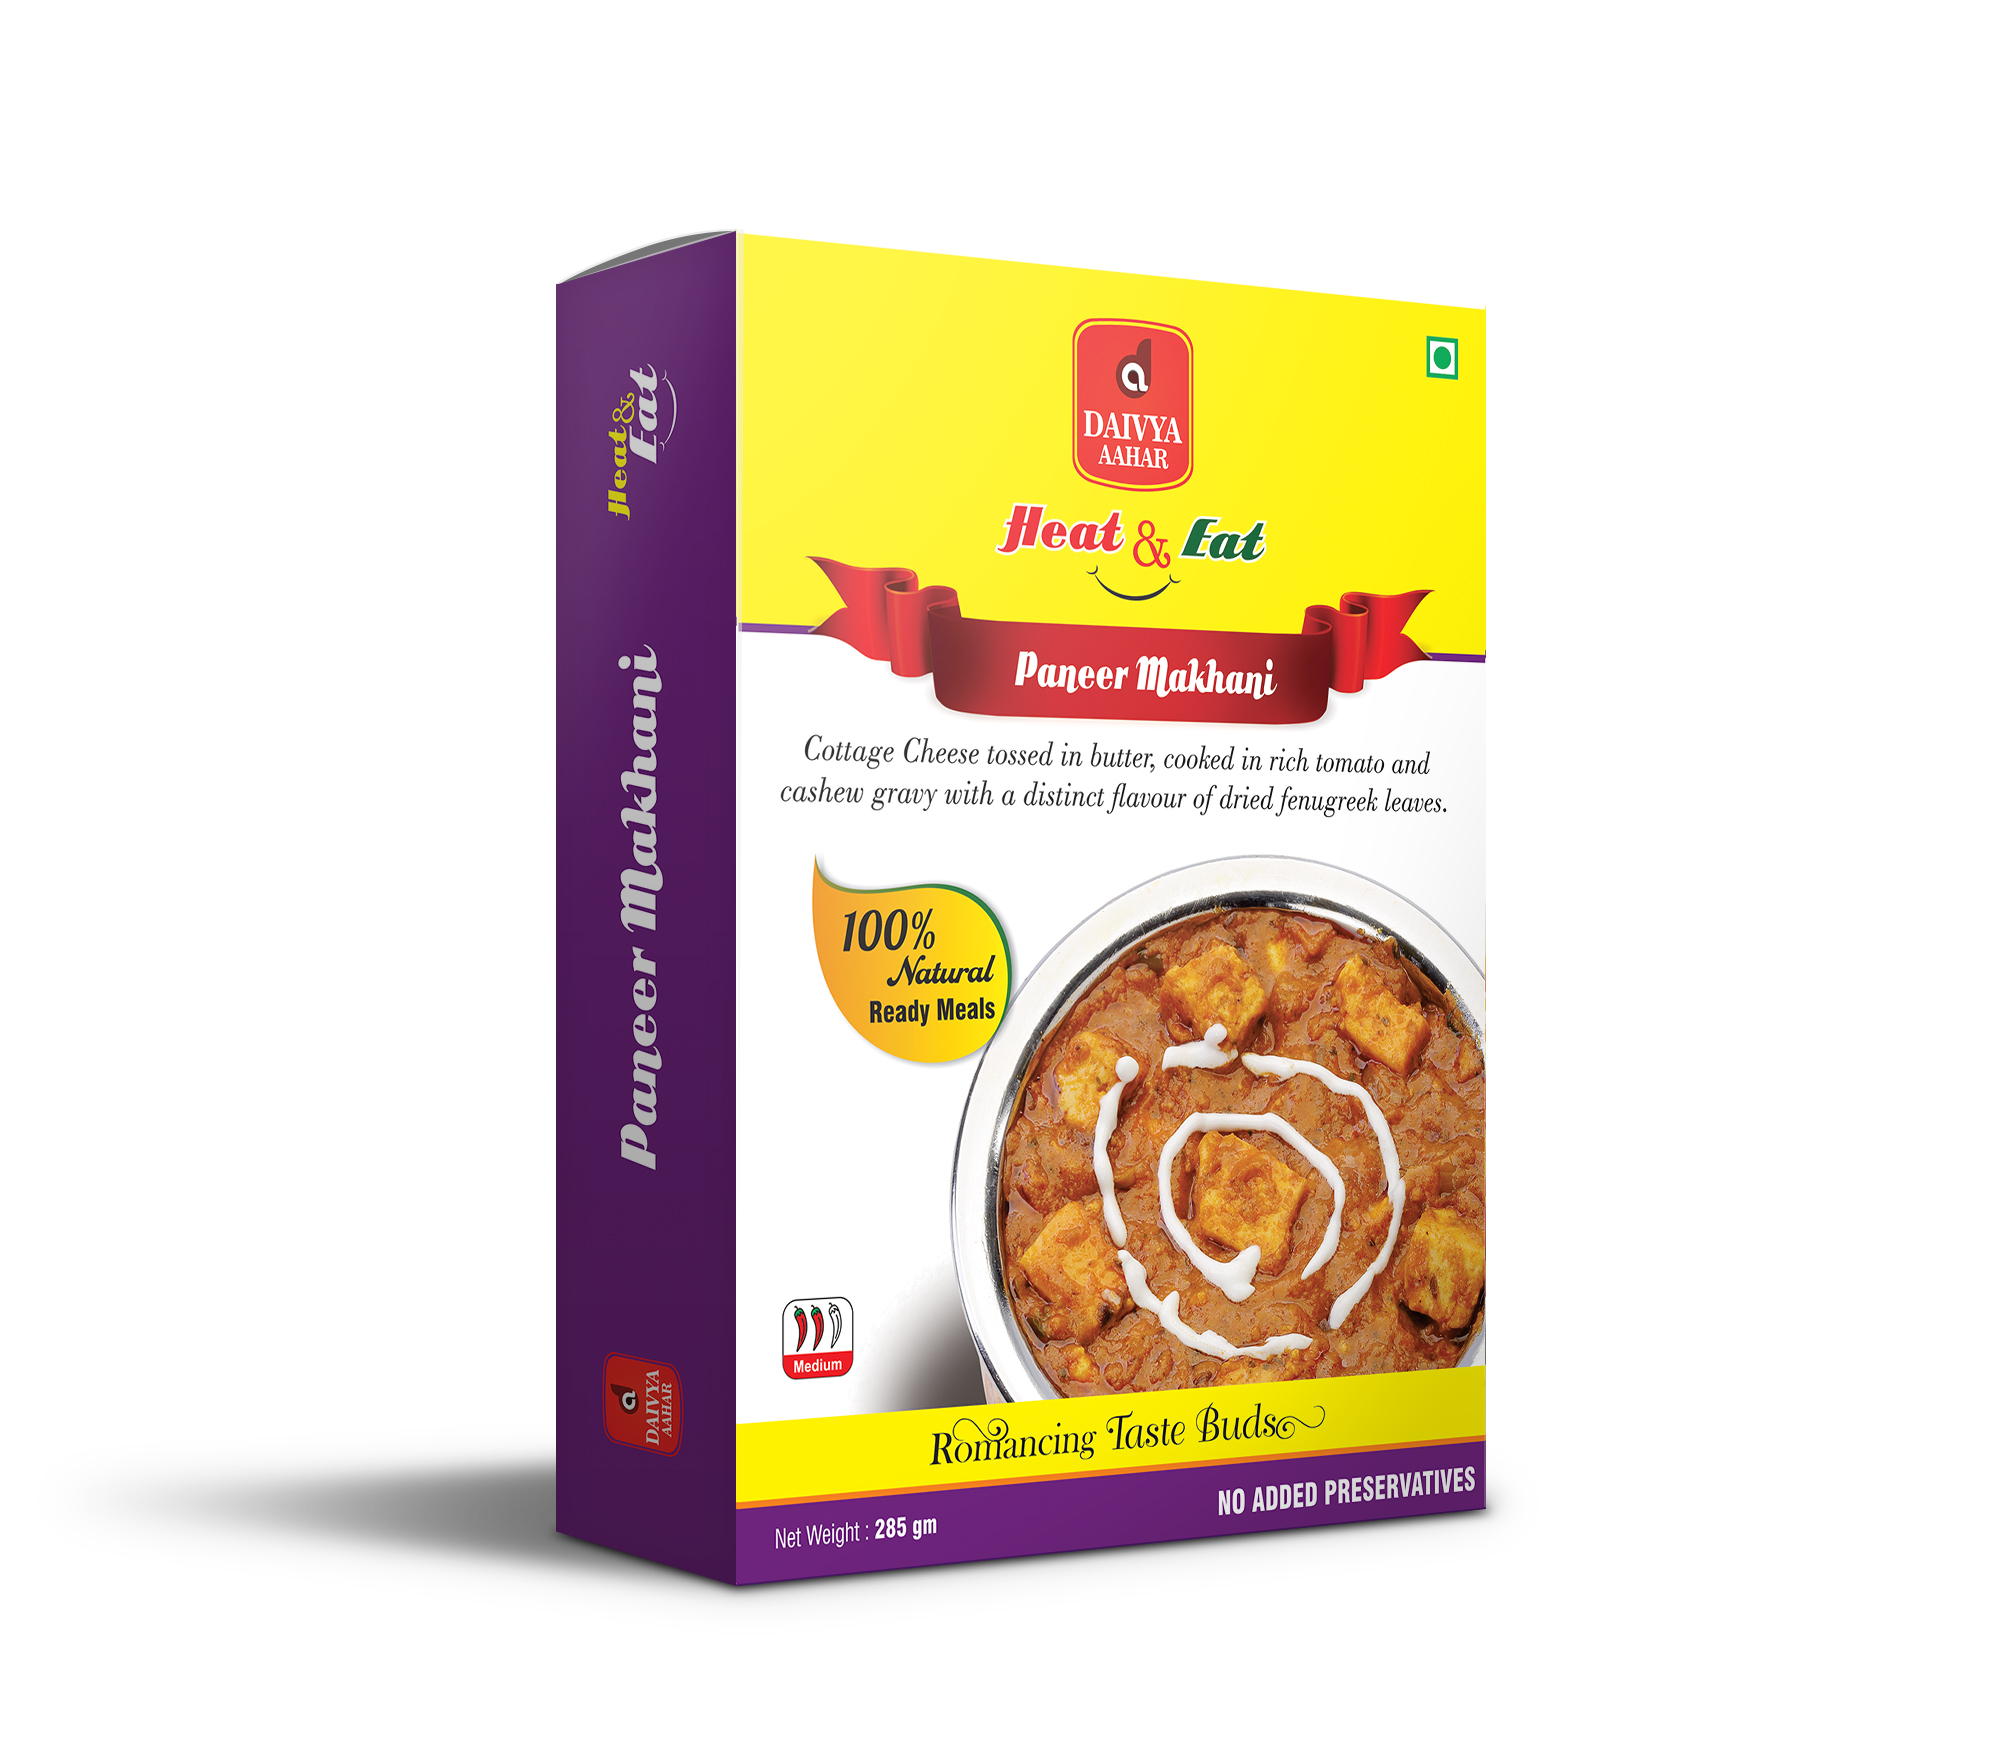 Heat &
Eat
Paneer Makhani
a
DAIVYA
AAHAR
a
DAIVYA
AAHAR
Heat & Eat
Paneer Makhani
Cottage Cheese tossed in butter, cooked in rich tomato and
cashew gravy with a distinct flavour of dried fenugreek leaves.
100%
Natural
Ready Meals
Medium
Romancing Taste Buds
NO ADDED PRESERVATIVES
Net Weight : 285 gm